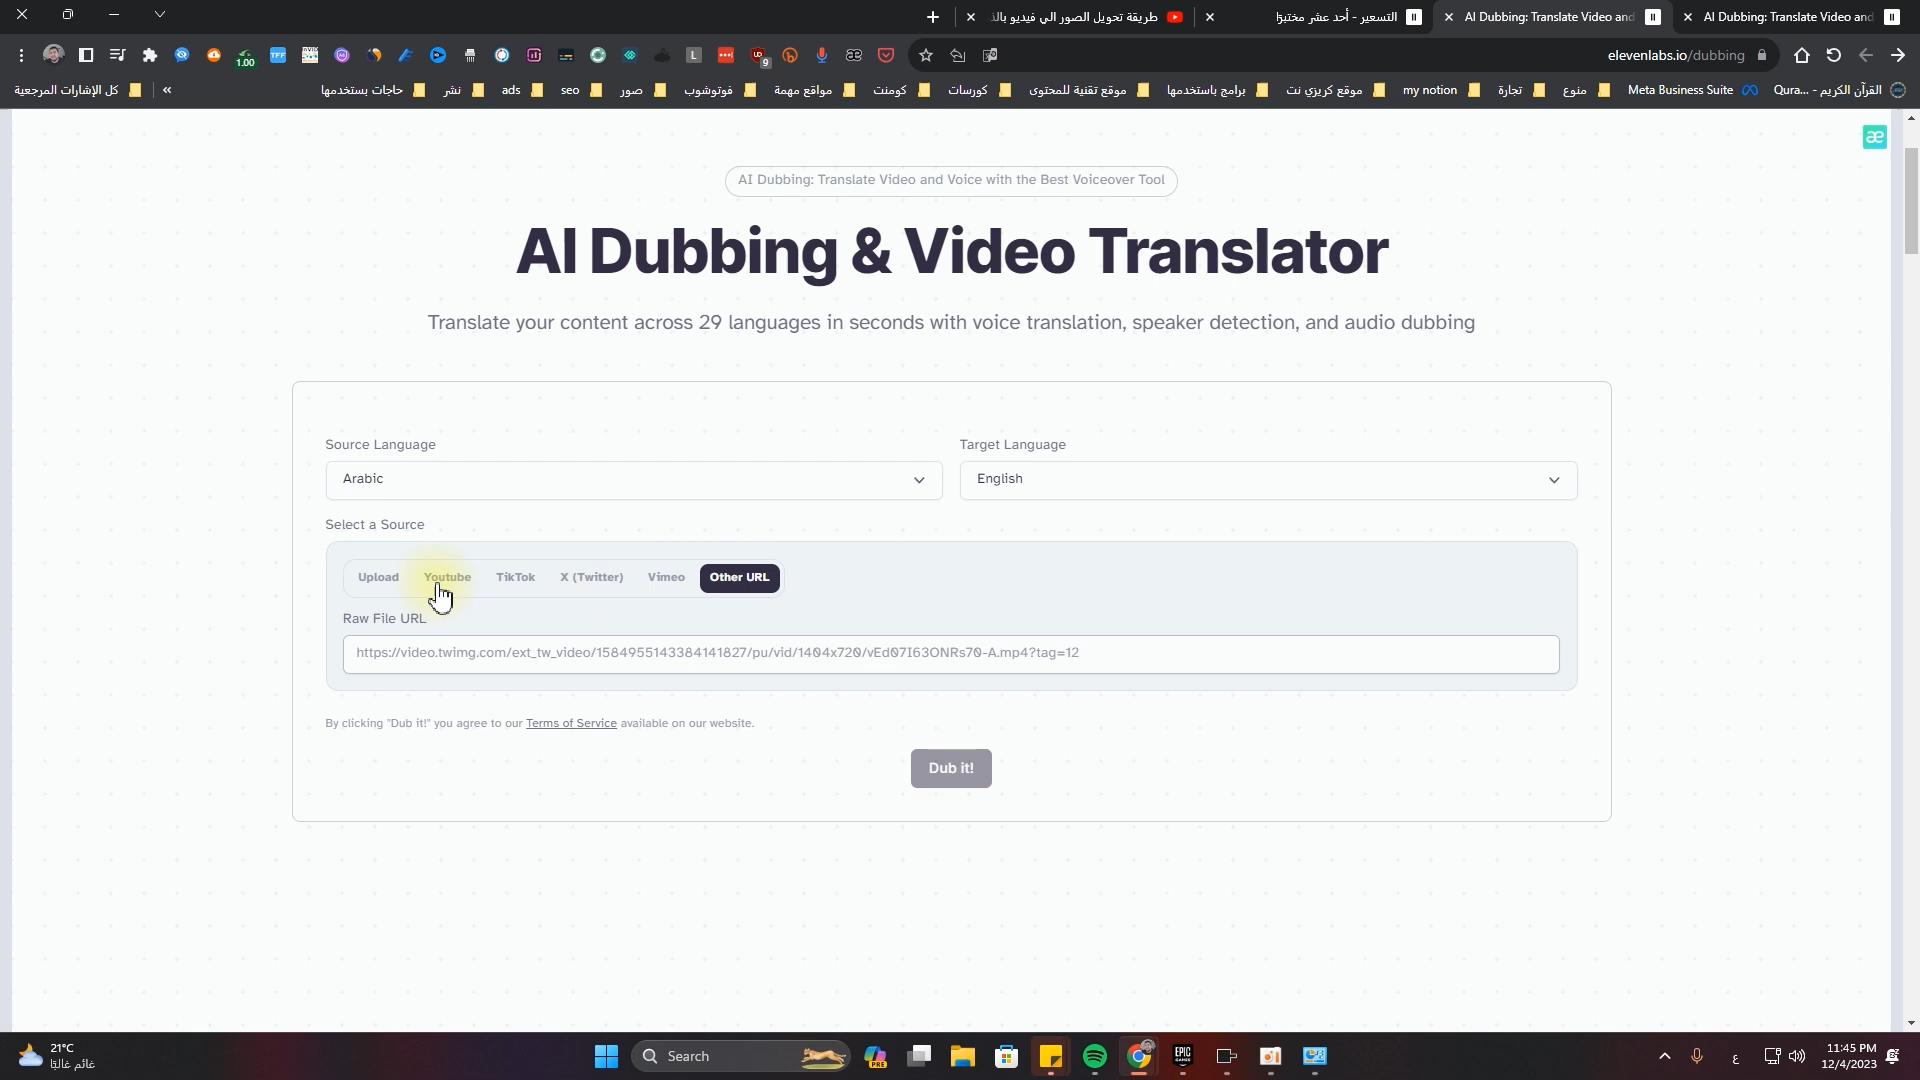 طريقة تحويل الصور الي فيديو بالذ
التسعير - أحد عشر مختبرًا
AI Dubbing: Translate Video and
AI Dubbing: Translate Video and
elevenlabs.io/dubbing
1.00
TFF
L
9
æ
كل الإشارات المرجعية
»
حاجات بستخدمها
نشر
ads
seo
صور
فوتوشوب
مواقع مهمة
كومنت
كورسات
موقع تقنية للمحتوى
برامج باستخدمها
موقع كريزي نت
my notion
تجارة
منوع
Meta Business Suite
القرآن الكريم - ...Qura
æ
AI Dubbing: Translate Video and Voice with the Best Voiceover Tool
AI Dubbing & Video Translator
Translate your content across 29 languages in seconds with voice translation, speaker detection, and audio dubbing
Source Language
Target Language
Arabic
English
Select a Source
Upload Youtube TikTok X (Twitter) Vimeo Other URL
Raw File URL
https://video.twimg.com/ext_tw_video/1584955143384141827/pu/vid/1404x720/vEd07I63ONRs70-A.mp4?tag=12
By clicking "Dub it!" you agree to our Terms of Service available on our website.
Dub it!
21°C
غائم غالبًا
Search
PRE
EPIC GAMES
ع
11:45 PM
12/4/2023